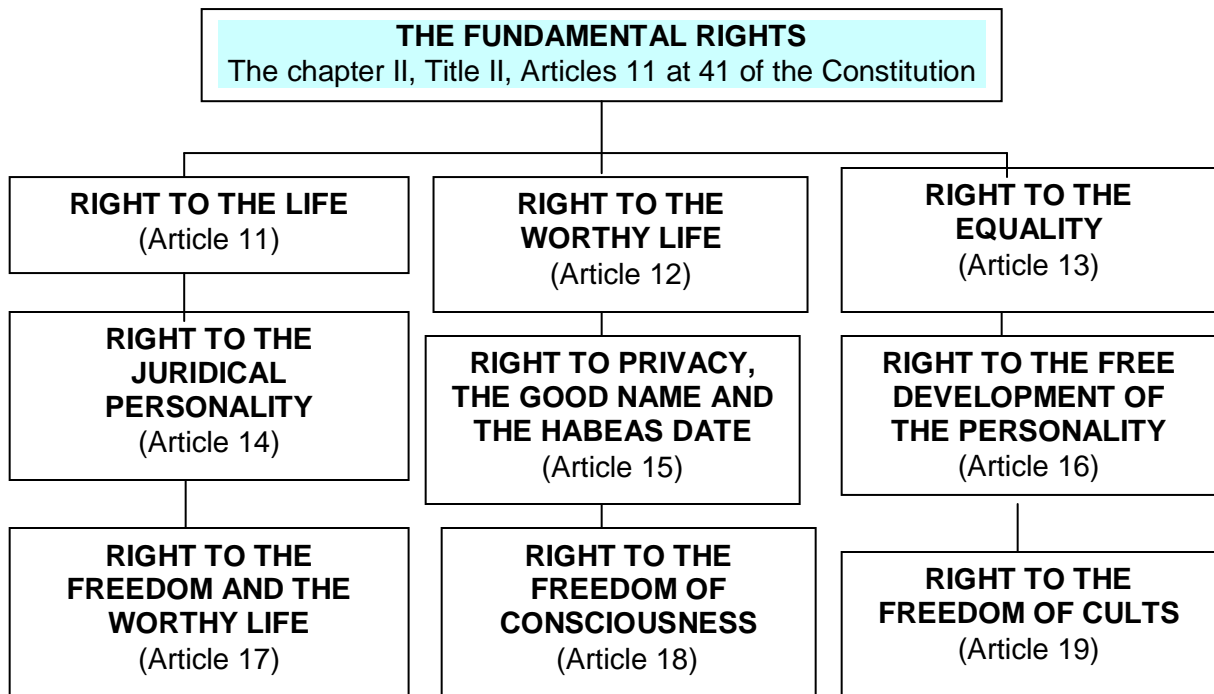 THE FUNDAMENTAL RIGHTS
The chapter II, Title II, Articles 11 at 41 of the Constitution
RIGHT TO THE LIFE
(Article 11)
RIGHT TO THE
WORTHY LIFE
(Article 12)
RIGHT TO THE
EQUALITY
(Article 13)
RIGHT TO THE
JURIDICAL
PERSONALITY
(Article 14)
RIGHT TO PRIVACY,
THE GOOD NAME AND
THE HABEAS DATE
(Article 15)
RIGHT TO THE FREE
DEVELOPMENT OF
THE PERSONALITY
(Article 16)
RIGHT TO THE
FREEDOM AND THE
WORTHY LIFE
(Article 17)
RIGHT TO THE
FREEDOM OF
CONSCIOUSNESS
(Article 18)
RIGHT TO THE
FREEDOM OF CULTS
(Article 19)